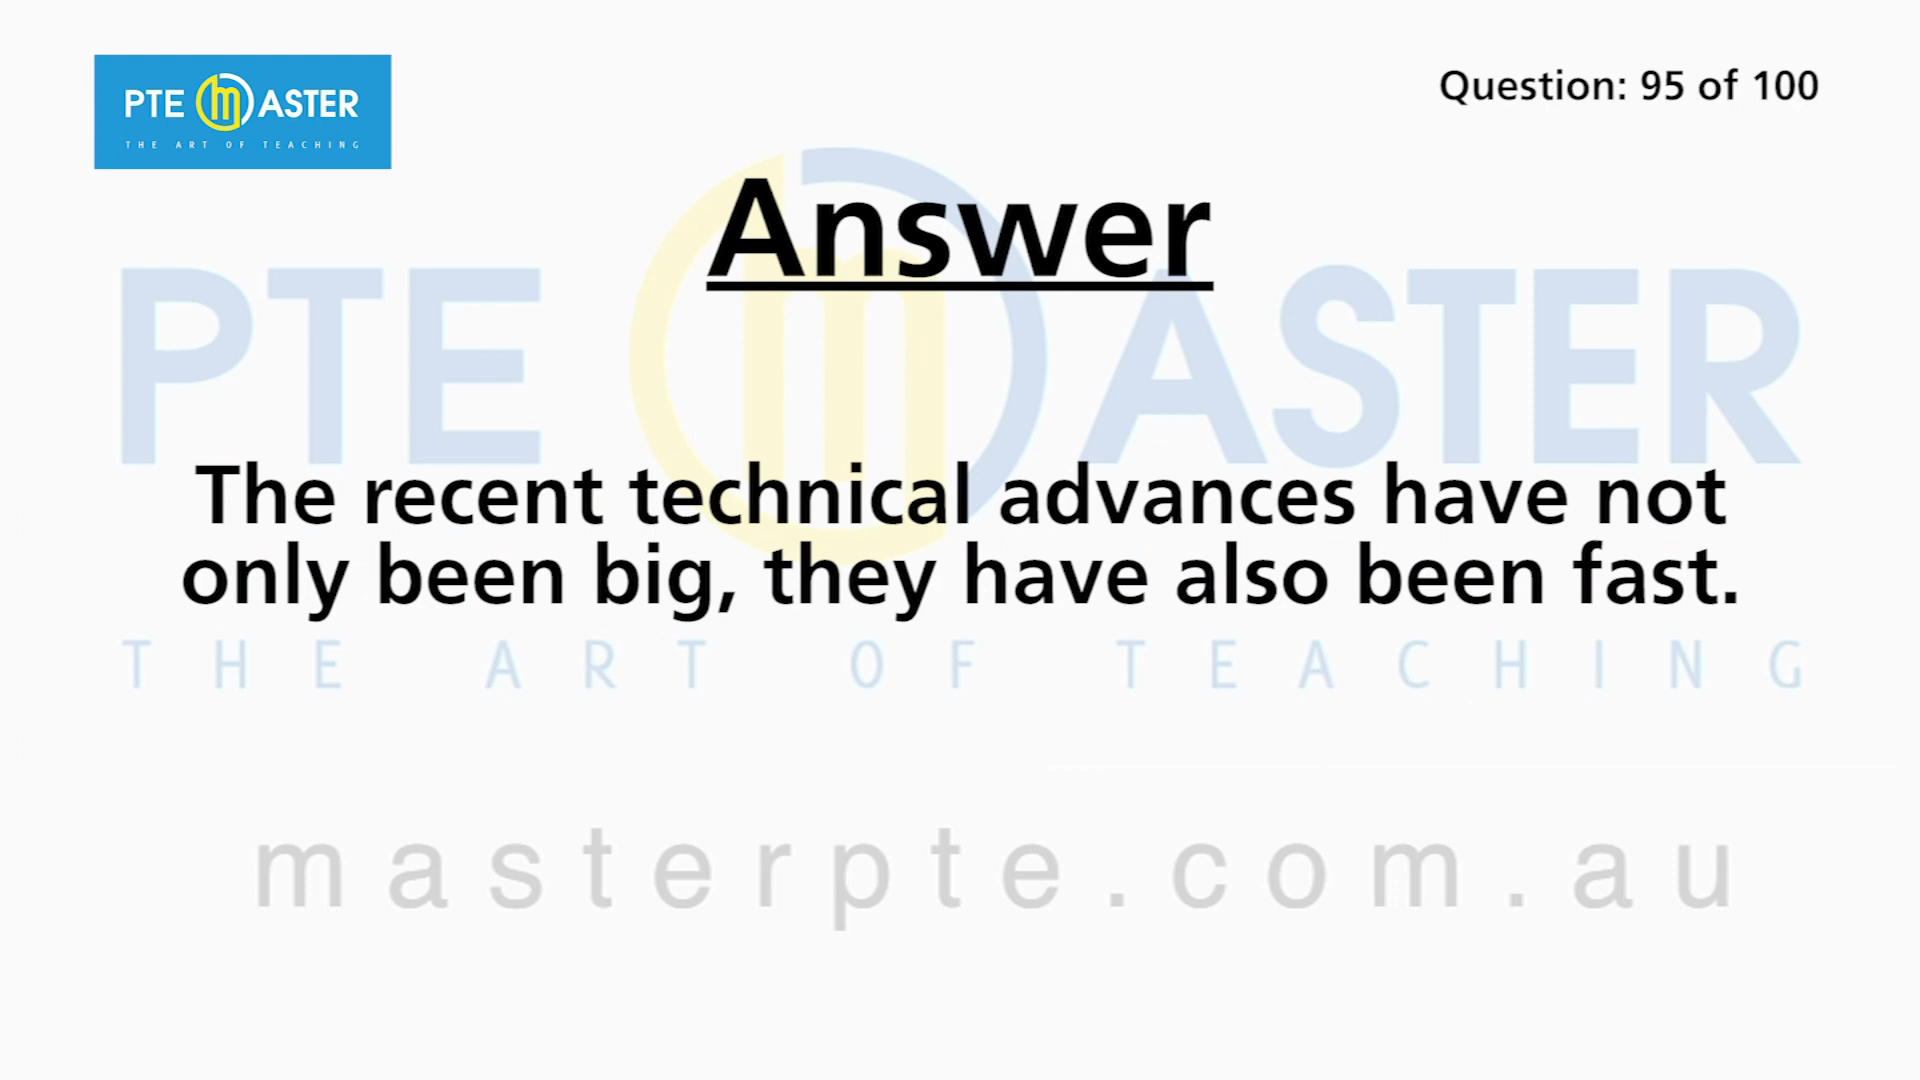 PTE MASTER
THE ART OF TEACHING
Question: 95 of 100
Answer
PTE MASTER
The recent technical advances have not
only been big, they have also been fast.
THE ART OF TEACHING
masterpte.com.au